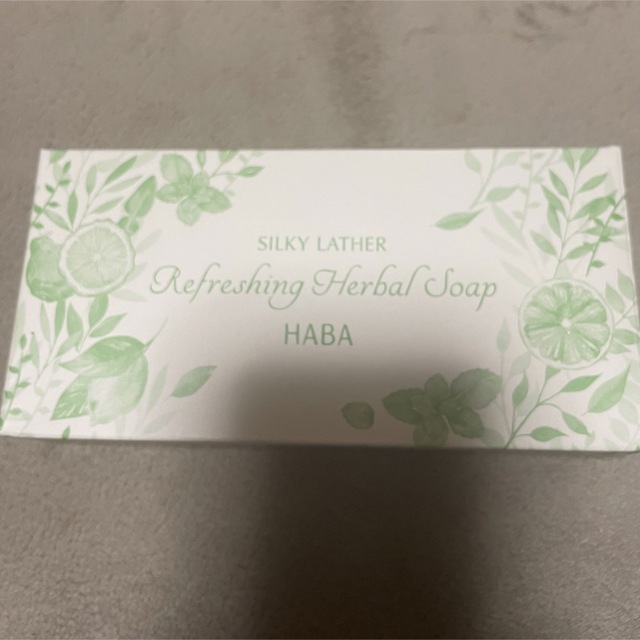 SILKY LATHER
Refreshing Herbal Soap
HABA